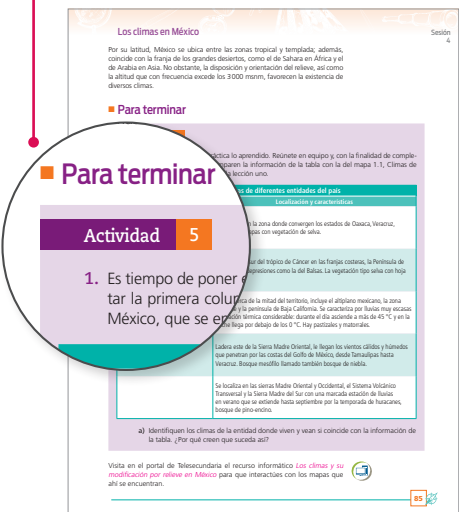 Los climas en México
Sesión
4
Por su latitud, México se ubica entre las zonas tropical y templada; además,
coincide con la franja de los grandes desiertos, como el de Sahara en África y el
de Arabia en Asia. No obstante, la disposición y orientación del relieve, así como
la altitud que con frecuencia excede los 3000 msnm, favorecen la existencia de
diversos climas.
Para terminar
lo aprendido. Reúnete en equipo y, con la finalidad de comple-
la información de la tabla con la del mapa 1.1, Climas de
lección uno.
Para terminar
Actividad 5
1. Es tiempo de poner
tar la primera
México, que se
de diferentes entidades del país
Localización y características
la zona donde convergen los estados de Oaxaca, Veracruz,
con vegetación de selva.
del trópico de Cáncer en las franjas costeras, la Península de
como la del Balsas. La vegetación tipo selva con hoja
de la mitad del territorio, incluye el altiplano mexicano, la zona
y la península de Baja California. Se caracteriza por lluvias muy escasas
térmica considerable: durante el día asciende a más de 45 °C y en la
llega por debajo de los 0 °C. Hay pastizales y matorrales.
Ladera este de la Sierra Madre Oriental, le llegan los vientos cálidos y húmedos
que penetran por las costas del Golfo de México, desde Tamaulipas hasta
Veracruz. Bosque mesófilo llamado también bosque de niebla.
Se localiza en las sierras Madre Oriental y Occidental, el Sistema Volcánico
Transversal y la Sierra Madre del Sur con una marcada estación de lluvias
en verano que se extiende hasta septiembre por la temporada de huracanes,
bosque de pino-encino.
a) Identifiquen los climas de la entidad donde viven y vean si coincide con la información de
la tabla. ¿Por qué creen que suceda así?
Visita en el portal de Telesecundaria el recurso informático Los climas y su
modificación por relieve en México para que interactúes con los mapas que
ahí se encuentran.
85